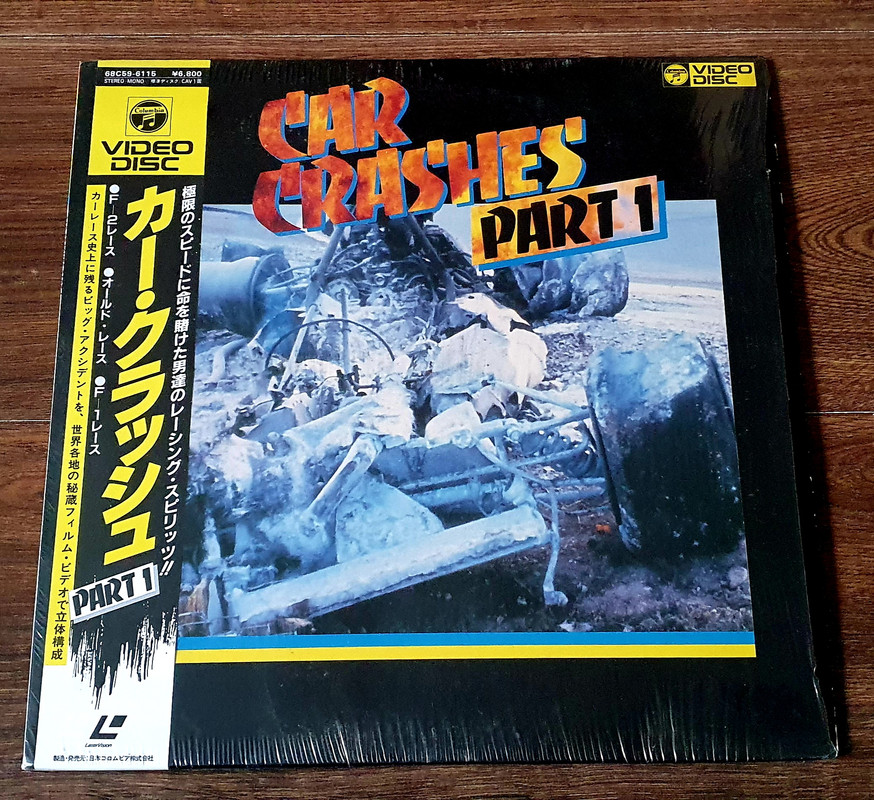 68C59-6115 ¥6,800
STEREO MONO 標準ディスク CAV1面
Columbia
VIDEO
DISC
極限のスピードに命を賭けた男達のレーシング・スピリッツ!!
カー・クラッシュ
PART 1
●F-2レース ●オールド・レース ●F-1レース
カーレース史上に残るビッグ・アクシデントを、世界各地の秘蔵フィルム・ビデオで立体構成
LaserVision
製造・発売元:日本コロムビア株式会社
CAR
CRASHES
PART 1
Columbia
VIDEO
DISC